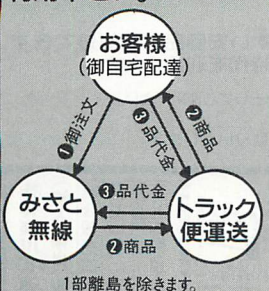 お客様
（御自宅配達）
❶御注文
❸品代金
❷商品
みさと
無線
❸品代金
❷商品
トラック
便運送
1部離島を除きます。